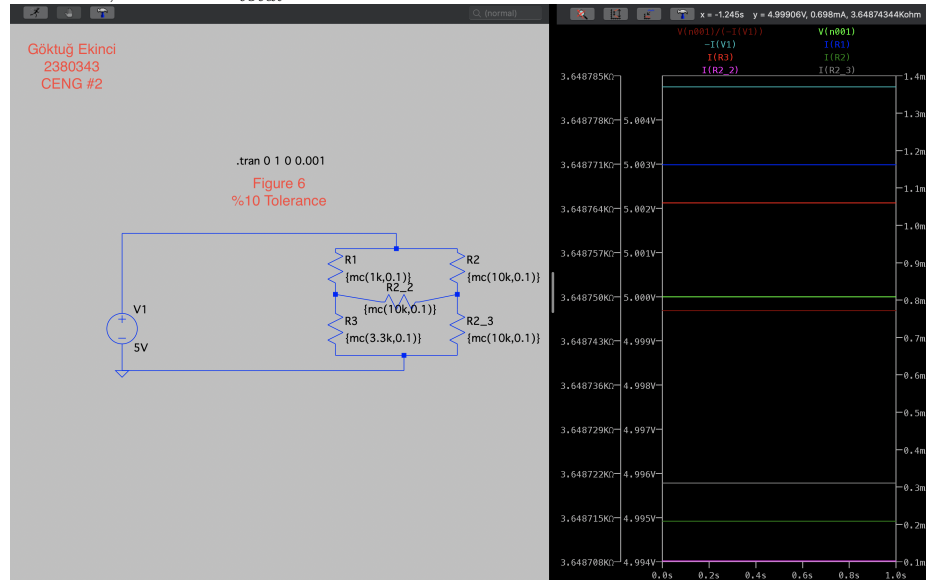 (normal)
x = -1.245s y = 4.99906V, 0.698mA, 3.64874344Kohm
Göktuğ Ekinci
2380343
CENG #2
.tran 0 1 0 0.001
Figure 6
%10 Tolerance
R1
{mc(1k,0.1)}
R2
{mc(10k,0.1)}
R2_2
{mc(10k,0.1)}
V1
5V
R3
{mc(3.3k,0.1)}
R2_3
{mc(10k,0.1)}
V(n001)/(-I(V1)) V(n001)
-I(V1) I(R1)
I(R3) I(R2)
I(R2_2) I(R2_3)
3.648785KΩ 1.4m
3.648778KΩ 5.004V 1.3m
3.648771KΩ 5.003V 1.2m
3.648764KΩ 5.002V 1.1m
3.648757KΩ 5.001V 1.0m
3.648750KΩ 5.000V 0.9m
3.648743KΩ 4.999V 0.8m
3.648736KΩ 4.998V 0.7m
3.648729KΩ 4.997V 0.6m
3.648722KΩ 4.996V 0.5m
3.648715KΩ 4.995V 0.4m
3.648708KΩ 4.994V 0.3m
0.2m
0.1m
0.0s 0.2s 0.4s 0.6s 0.8s 1.0s